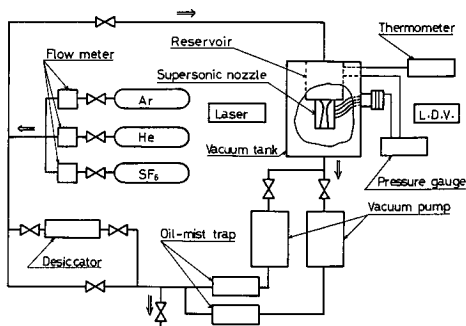 Thermometer
Reservoir
Flow meter
Supersonic nozzle
Ar
Laser
L.D.V.
He
Vacuum tank
SF6
Pressure gauge
Vacuum pump
Oil-mist trap
Desiccator